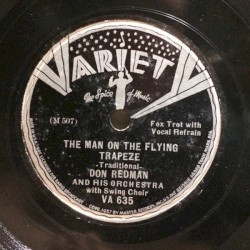 VARIETY
The Spice of Music
(M 507)
Fox Trot with
Vocal Refrain
THE MAN ON THE FLYING
TRAPEZE
-Traditional-
DON REDMAN
AND HIS ORCHESTRA
with Swing Choir
VA 635